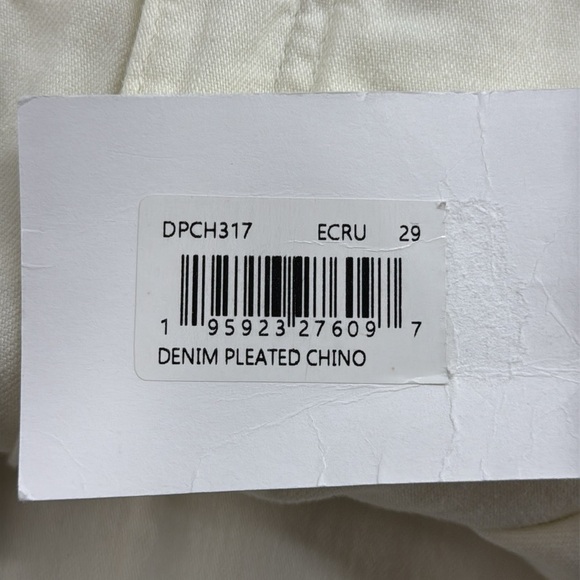 DPCH317 ECRU 29
1 95923 27609 7
DENIM PLEATED CHINO